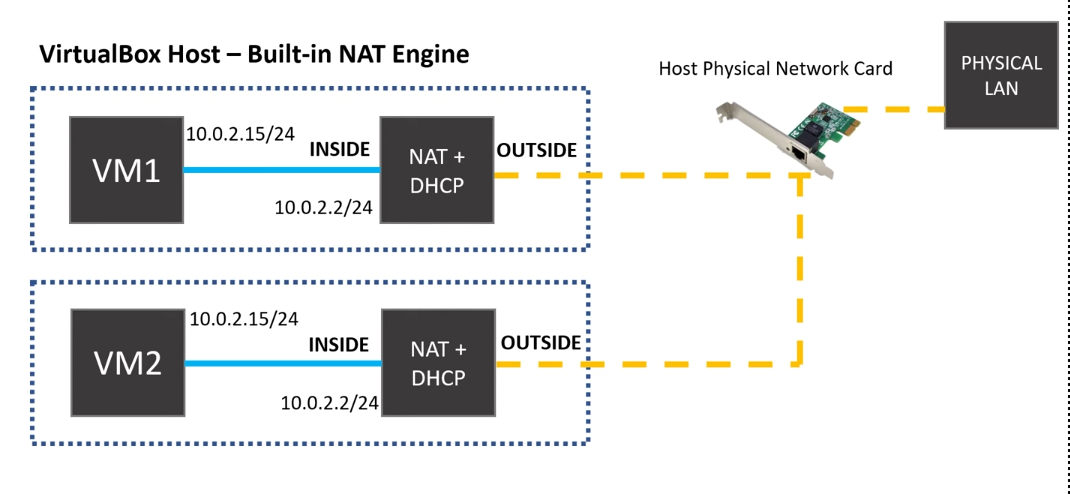 VirtualBox Host – Built-in NAT Engine
Host Physical Network Card
PHYSICAL
LAN
VM1
10.0.2.15/24
INSIDE
10.0.2.2/24
NAT +
DHCP
OUTSIDE
VM2
10.0.2.15/24
INSIDE
10.0.2.2/24
NAT +
DHCP
OUTSIDE